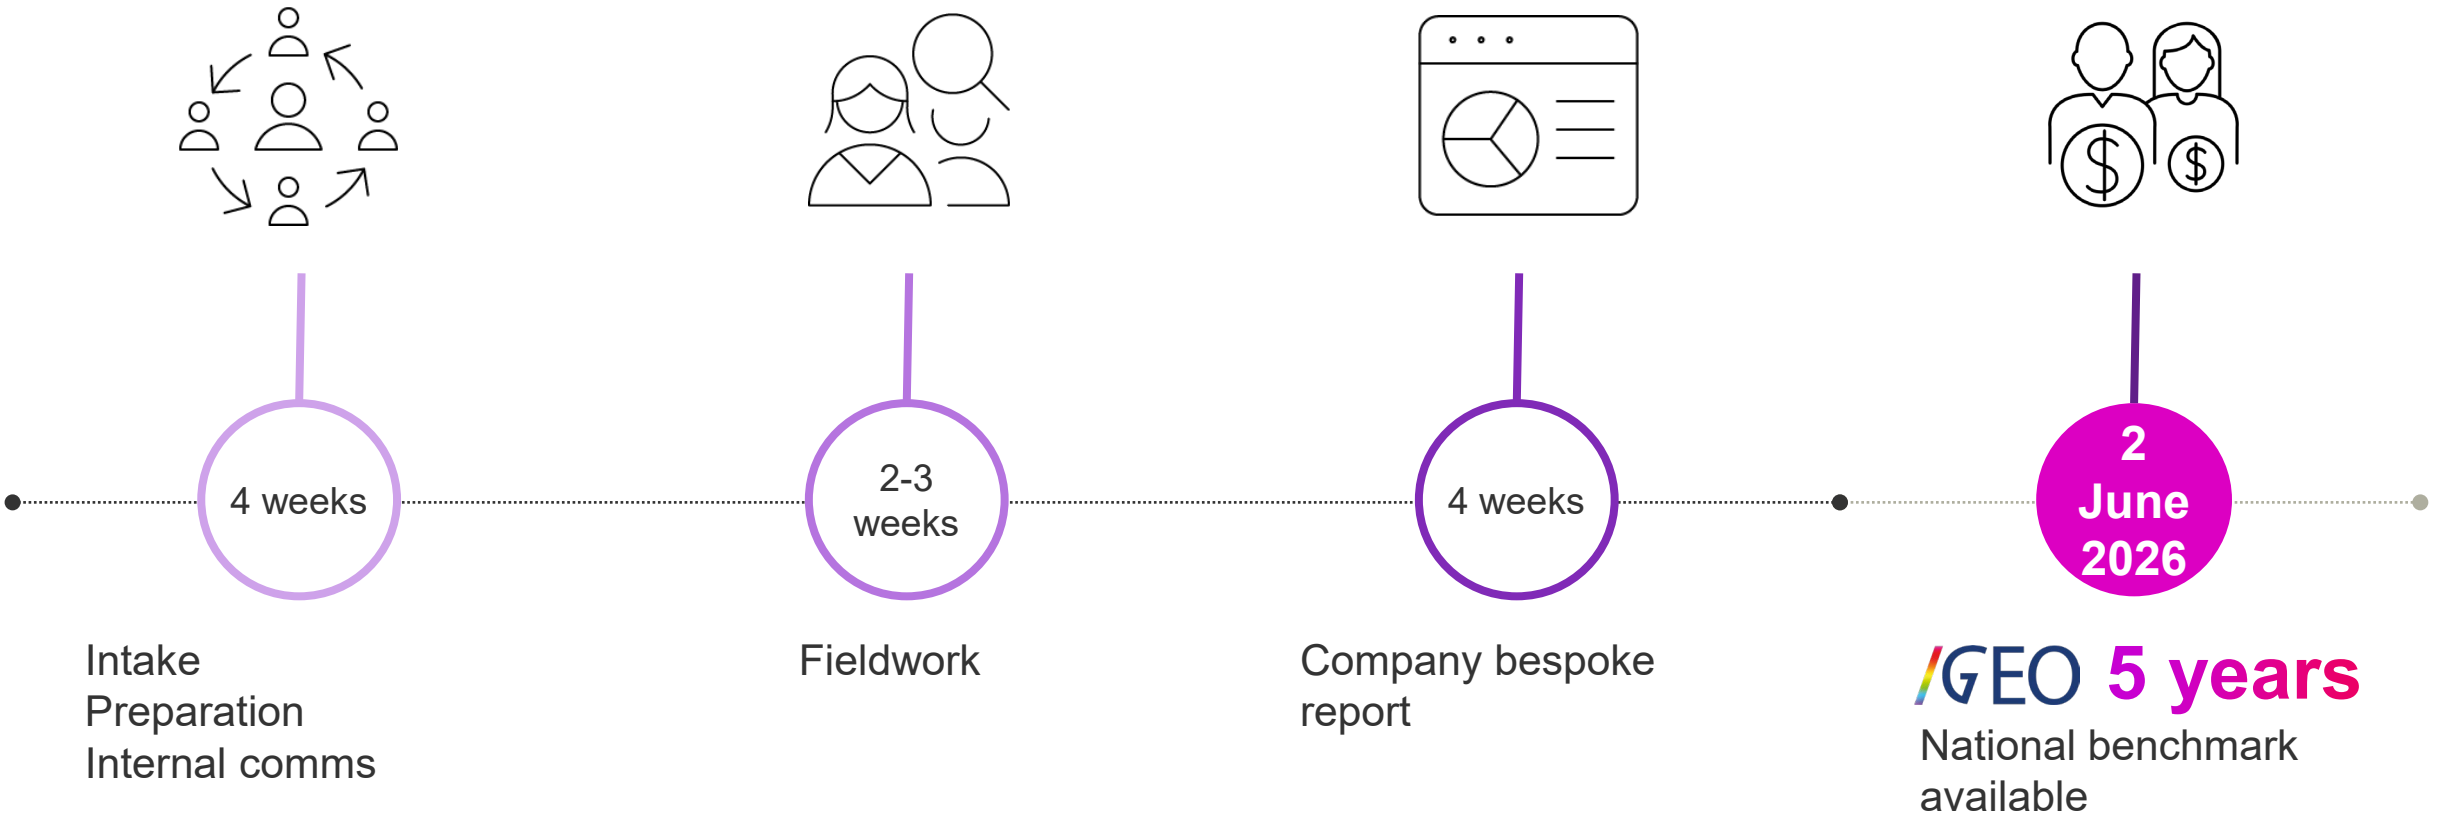 4 weeks
2-3
weeks
4 weeks
2
June
2026
Intake
Preparation
Internal comms
Fieldwork
Company bespoke
report
/GEO 5 years
National benchmark
available